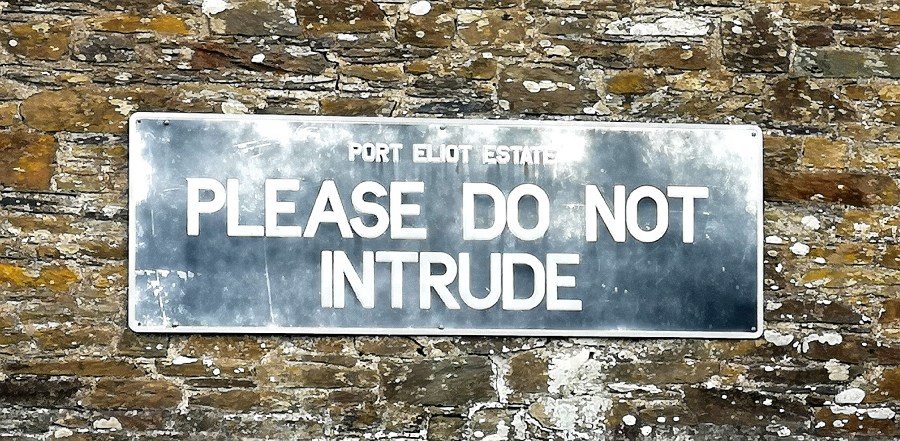 PORT ELIOT ESTATE
PLEASE DO NOT
INTRUDE